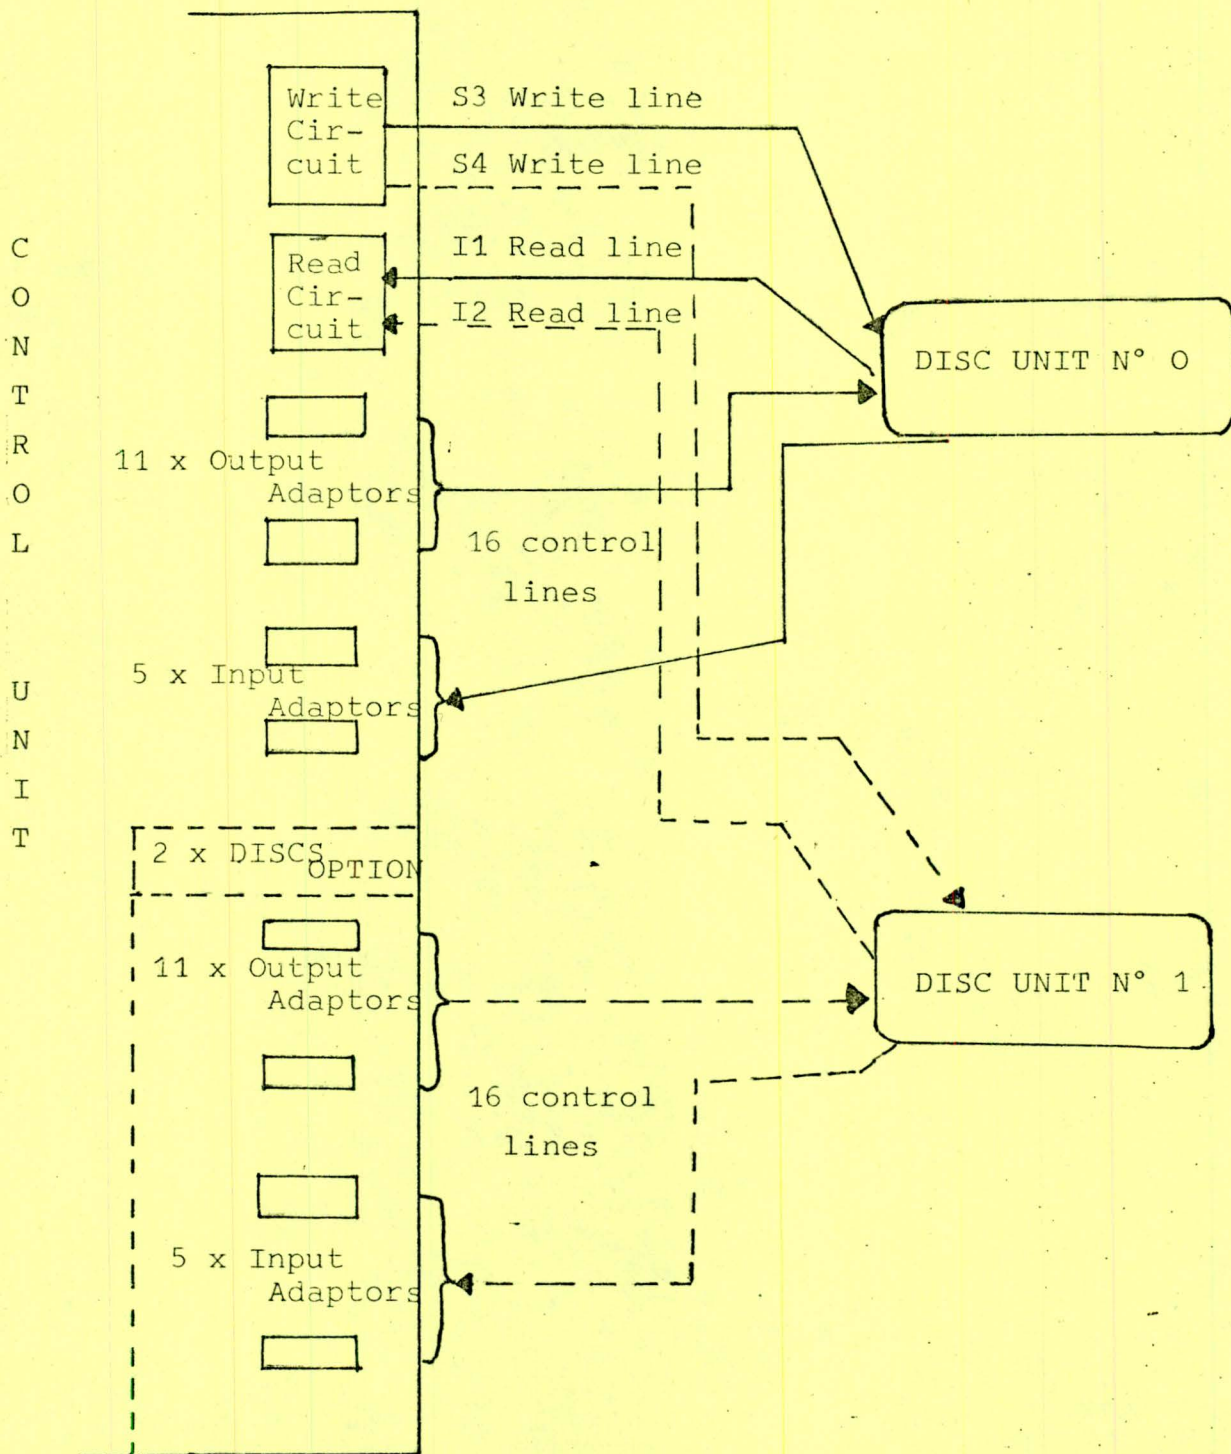 CONTROL UNIT
Write
Cir-
cuit
S3 Write line
S4 Write line
Read
Cir-
cuit
I1 Read line
I2 Read line
DISC UNIT N° O
11 x Output
Adaptors
16 control
lines
5 x Input
Adaptors
2 x DISCS
OPTION
11 x Output
Adaptors
DISC UNIT N° 1
16 control
lines
5 x Input
Adaptors